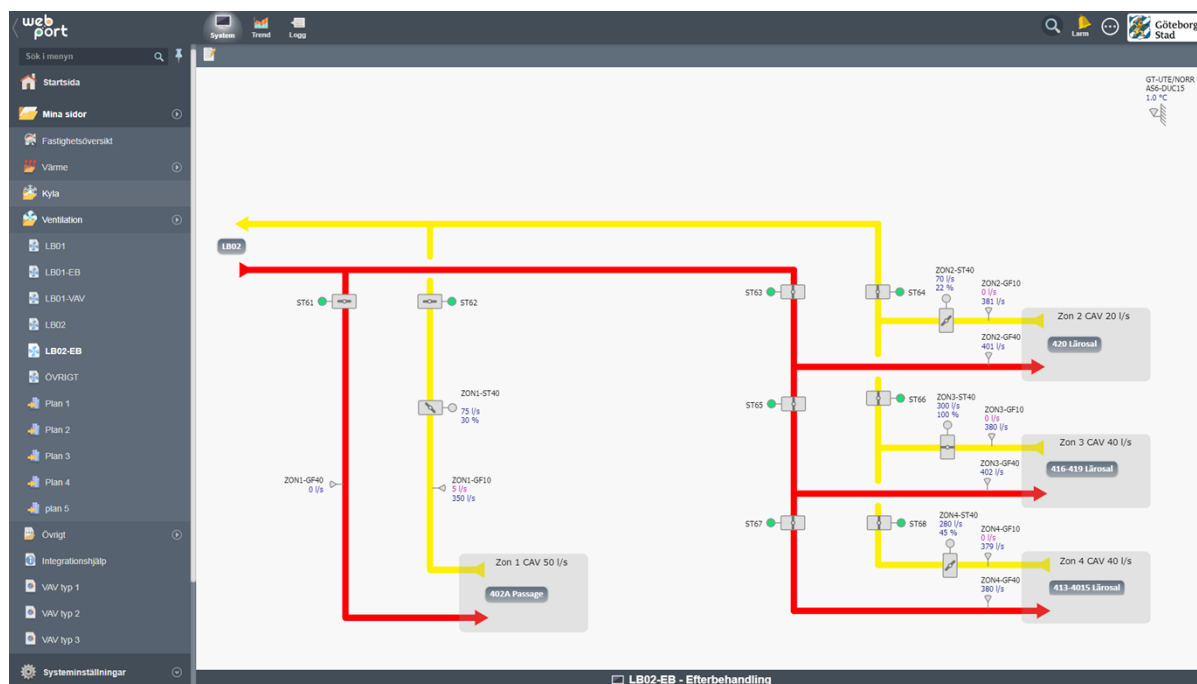 web
port
System
Trend
Logg
Larm
Göteborgs
Stad
Sök i menyn
Startsida
Mina sidor
Fastighetsöversikt
Värme
Kyla
Ventilation
LB01
LB01-EB
LB01-VAV
LB02
LB02-EB
ÖVRIGT
Plan 1
Plan 2
Plan 3
Plan 4
plan 5
Övrigt
Integrationshjälp
VAV typ 1
VAV typ 2
VAV typ 3
Systeminställningar
GT-UTE/NORR
AS6-DUC15
1.0 °C
LB02
ST61
ST62
ST63
ST64
ZON2-ST40
70 l/s
22 %
ZON2-GF10
0 l/s
381 l/s
Zon 2 CAV 20 l/s
420 Lärosal
ZON2-GF40
401 l/s
ZON1-ST40
75 l/s
30 %
ST65
ST66
ZON3-ST40
300 l/s
100 %
ZON3-GF10
0 l/s
380 l/s
Zon 3 CAV 40 l/s
416-419 Lärosal
ZON3-GF40
402 l/s
ZON1-GF40
0 l/s
ZON1-GF10
5 l/s
350 l/s
ST67
ST68
ZON4-ST40
280 l/s
45 %
ZON4-GF10
0 l/s
379 l/s
Zon 4 CAV 40 l/s
413-4015 Lärosal
ZON4-GF40
380 l/s
Zon 1 CAV 50 l/s
402A Passage
LB02-EB - Efterbehandling